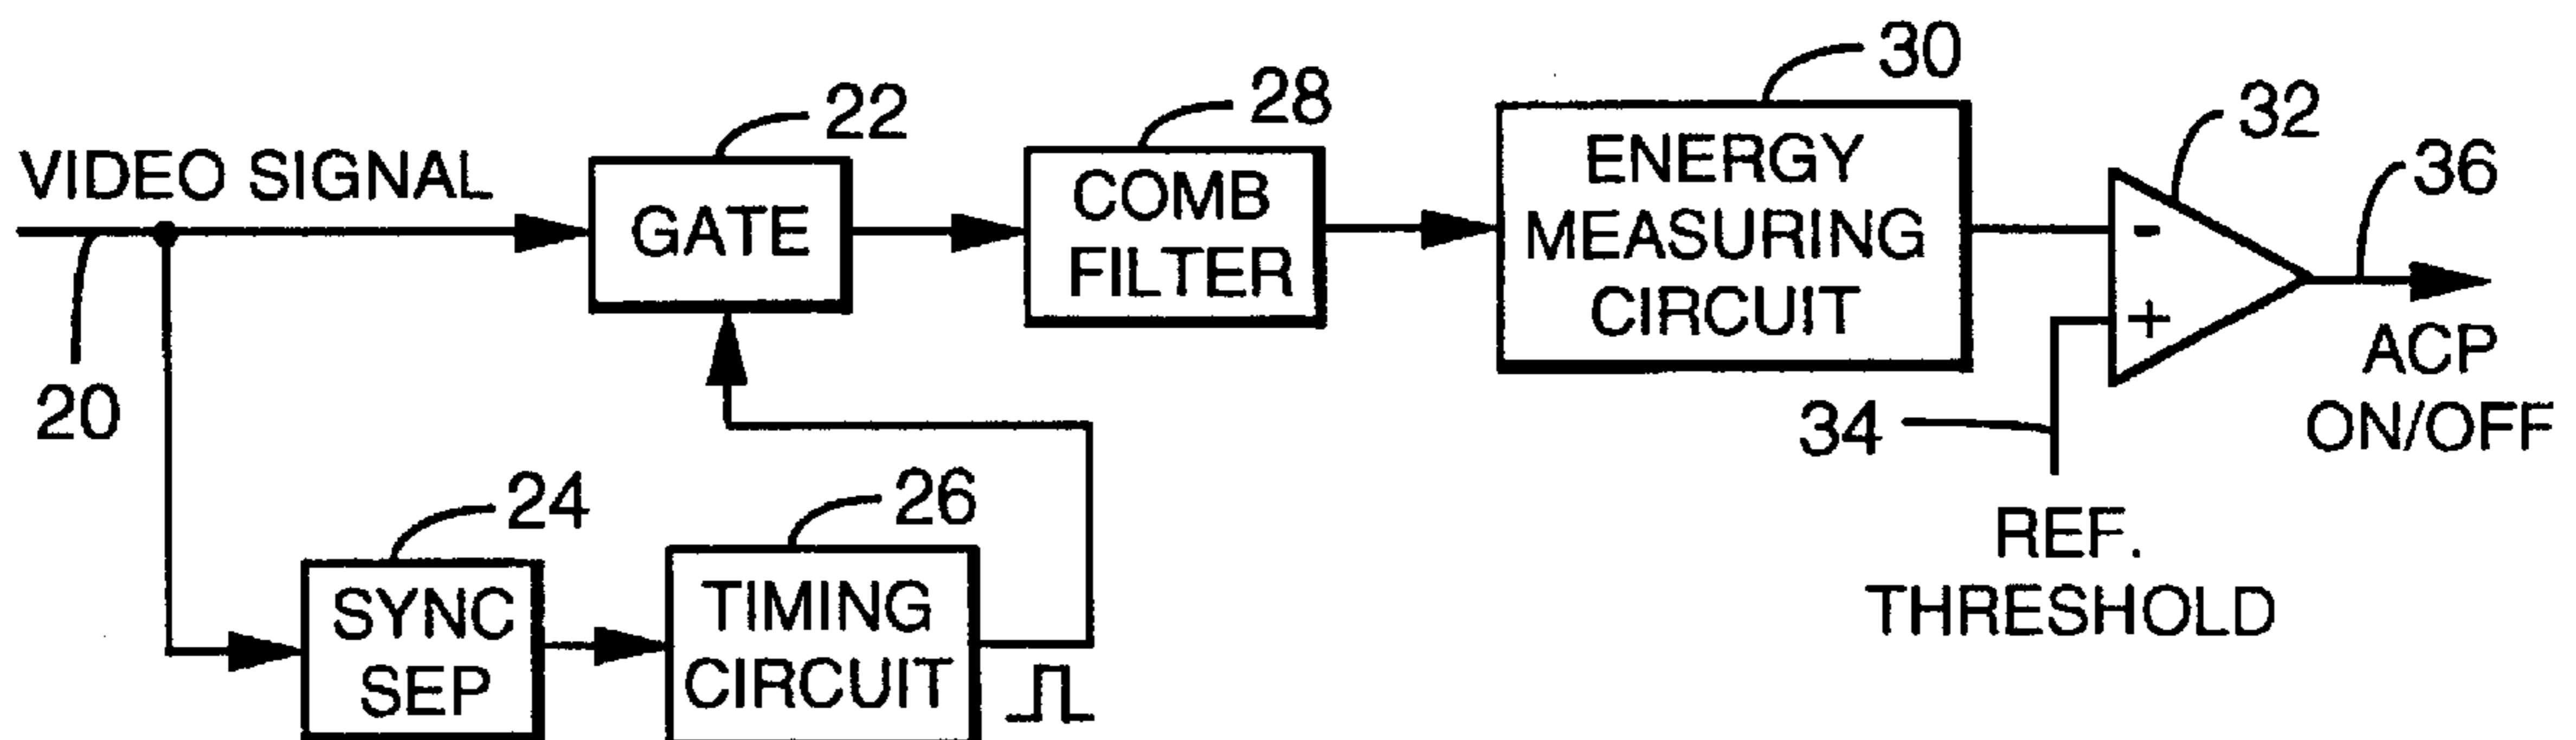 VIDEO SIGNAL
20
22
GATE
28
COMB
FILTER
30
ENERGY
MEASURING
CIRCUIT
32
-
+
36
ACP
ON/OFF
34
REF.
THRESHOLD
24
SYNC
SEP
26
TIMING
CIRCUIT